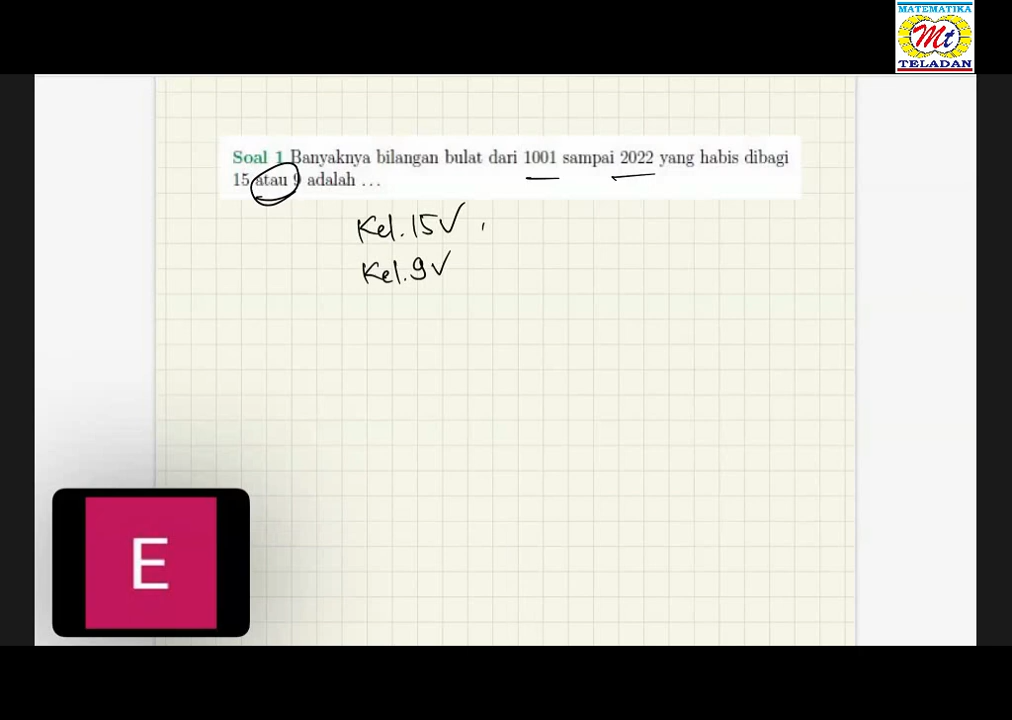 MATEMATIKA
Mt
TELADAN
Soal 1 Banyaknya bilangan bulat dari 1001 sampai 2022 yang habis dibagi
15 atau 9 adalah ...
Kel. 15 ✓
Kel. 9 ✓
E